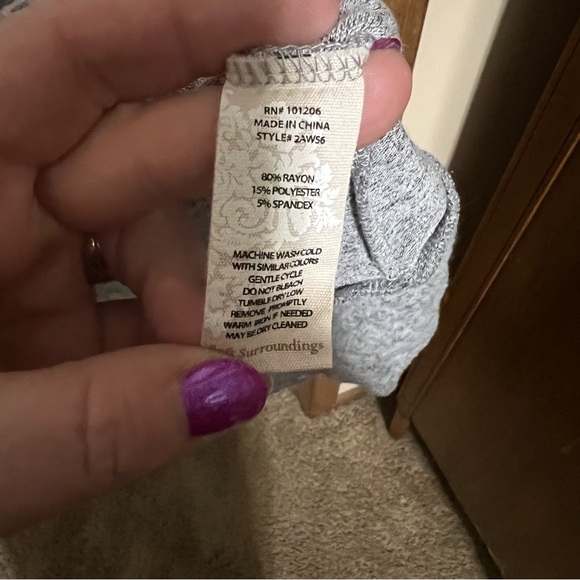 RN# 101206
MADE IN CHINA
STYLE# 2AW56
80% RAYON
15% POLYESTER
5% SPANDEX
MACHINE WASH COLD
WITH SIMILAR COLORS
GENTLE CYCLE
DO NOT BLEACH
TUMBLE DRY LOW
REMOVE PROMPTLY
WARM IRON IF NEEDED
MAY BE DRY CLEANED
Surroundings